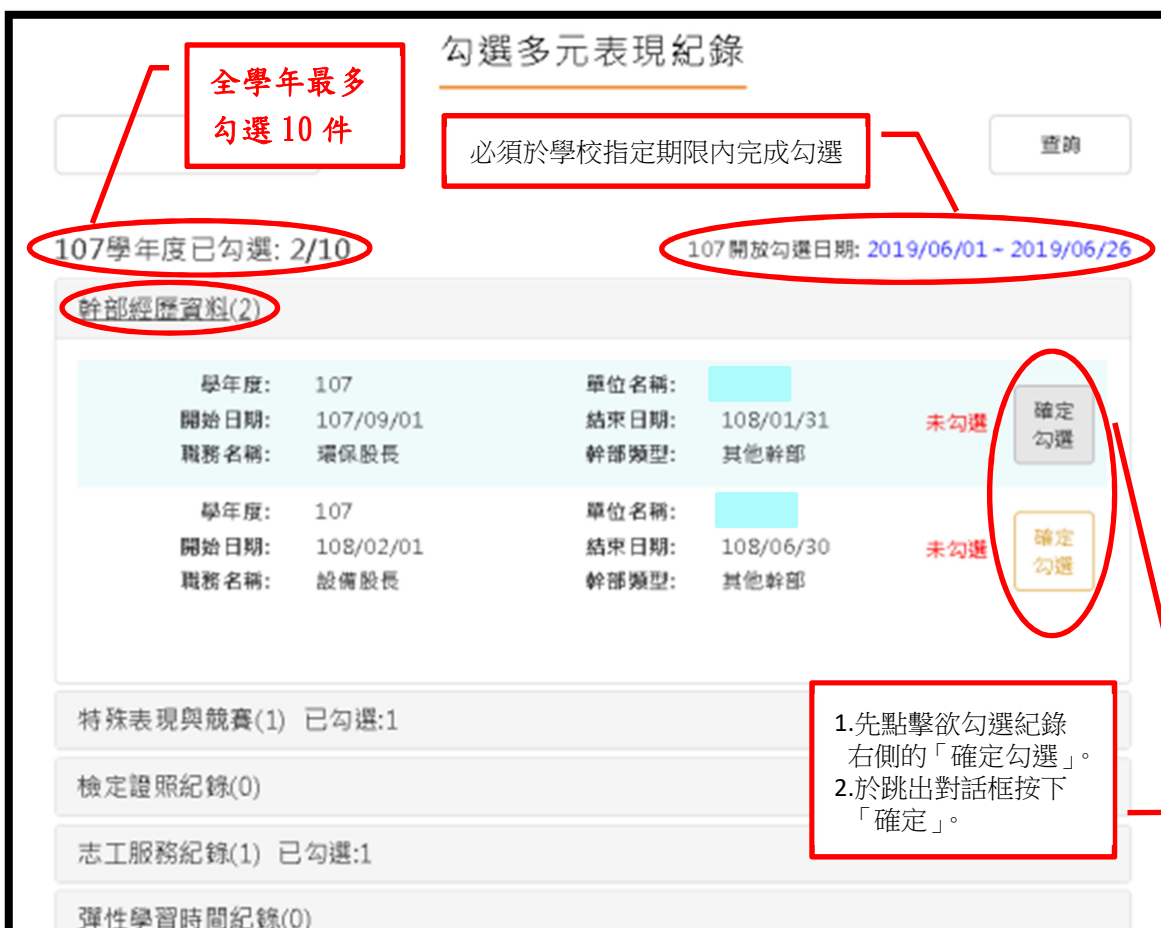 勾選多元表現紀錄
全學年最多
勾選 10 件
必須於學校指定期限內完成勾選
查詢
107學年度已勾選: 2/10
107開放勾選日期: 2019/06/01 ~ 2019/06/26
幹部經歷資料(2)
學年度: 107 單位名稱:
開始日期: 107/09/01 結束日期: 108/01/31
職務名稱: 環保股長 幹部類型: 其他幹部
未勾選
確定
勾選
學年度: 107 單位名稱:
開始日期: 108/02/01 結束日期: 108/06/30
職務名稱: 設備股長 幹部類型: 其他幹部
未勾選
確定
勾選
特殊表現與競賽(1) 已勾選:1
檢定證照紀錄(0)
志工服務紀錄(1) 已勾選:1
彈性學習時間紀錄(0)
1.先點擊欲勾選紀錄
右側的「確定勾選」。
2.於跳出對話框按下
「確定」。